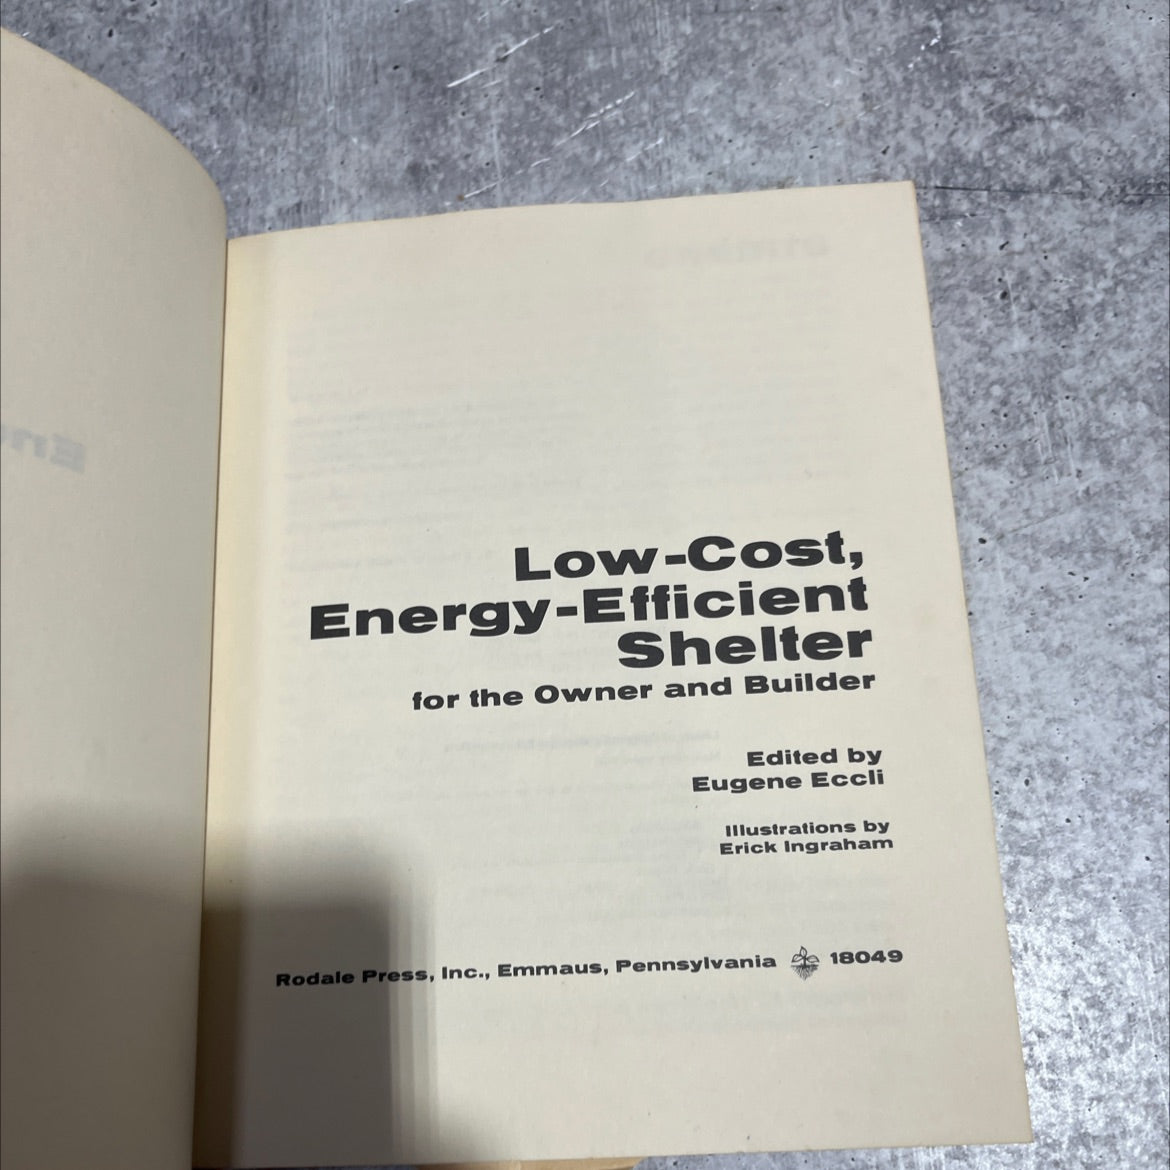 Low-Cost,
Energy-Efficient
Shelter
for the Owner and Builder
Edited by
Eugene Eccli
Illustrations by
Erick Ingraham
Rodale Press, Inc., Emmaus, Pennsylvania 18049